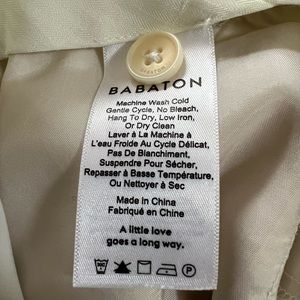 BABATON
BABATON
Machine Wash Cold
Gentle Cycle, No Bleach,
Hang To Dry, Low Iron,
Or Dry Clean
Laver à La Machine à
L'eau Froide Au Cycle Délicat,
Pas De Blanchiment,
Suspendre Pour Sécher,
Repasser à Basse Température,
Ou Nettoyer à Sec
Made in China
Fabriqué en Chine
A little love
goes a long way.